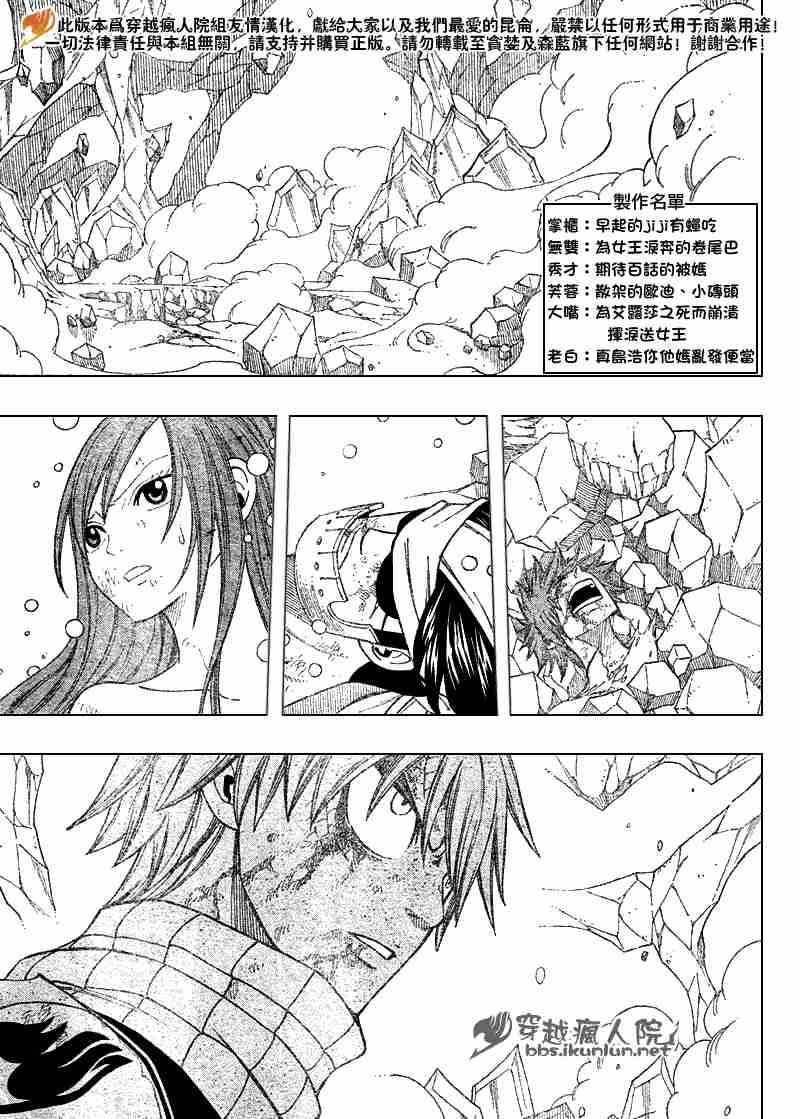 此版本爲穿越瘋人院組友情漢化，獻給大家以及我們最愛的昆侖，嚴禁以任何形式用于商業用途！
一切法律責任與本組無關，請支持并購買正版。請勿轉載至貪婪及森藍旗下任何網站！謝謝合作！
製作名單
掌櫃：早起的jiji有蟬吃
無雙：為女王淚奔的卷尾巴
秀才：期待百話的被媽
芙蓉：散架的歐迪、小磚頭
大嘴：為艾露莎之死而崩潰
揮淚送女王
老白：真島浩你他媽亂發便當
穿越瘋人院
bbs.ikunlun.net